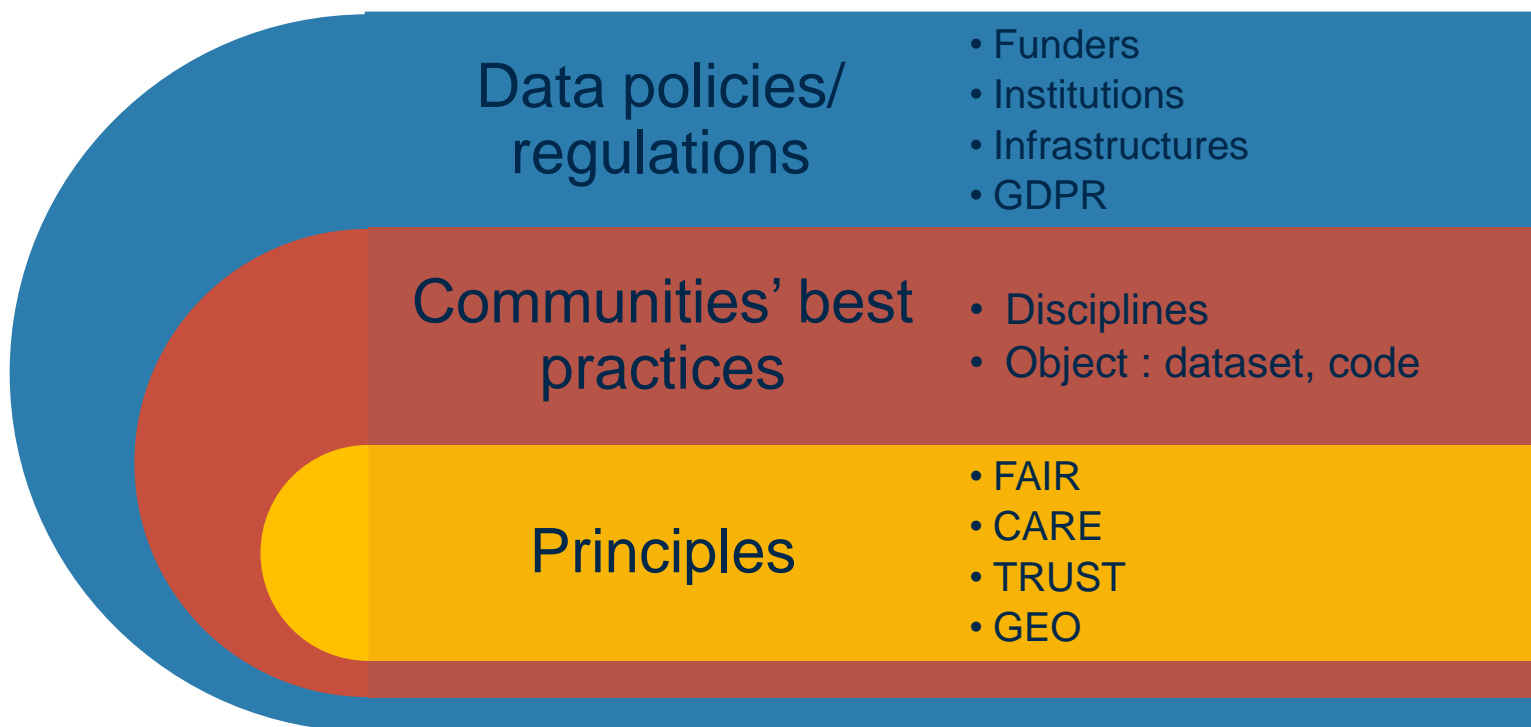 Data policies/
regulations
• Funders
• Institutions
• Infrastructures
• GDPR
Communities’ best
practices
• Disciplines
• Object : dataset, code
Principles
• FAIR
• CARE
• TRUST
• GEO